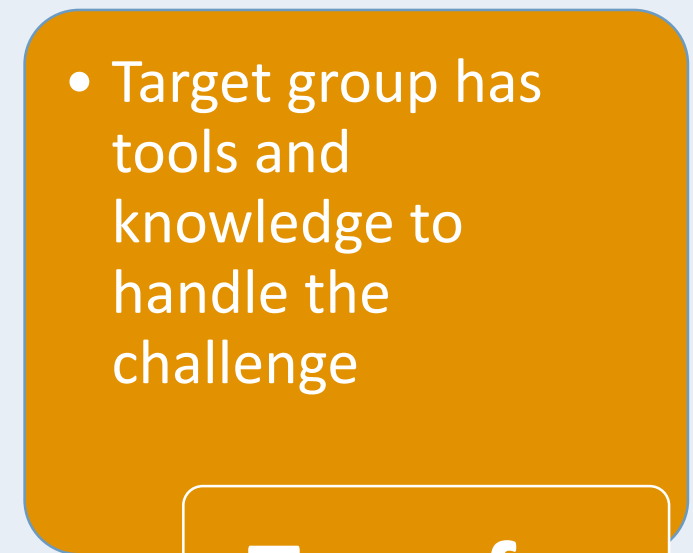 • Target group has
tools and
knowledge to
handle the
challenge